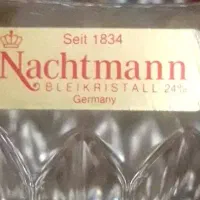 Seit 1834
Nachtmann
BLEIKRISTALL 24%
Germany